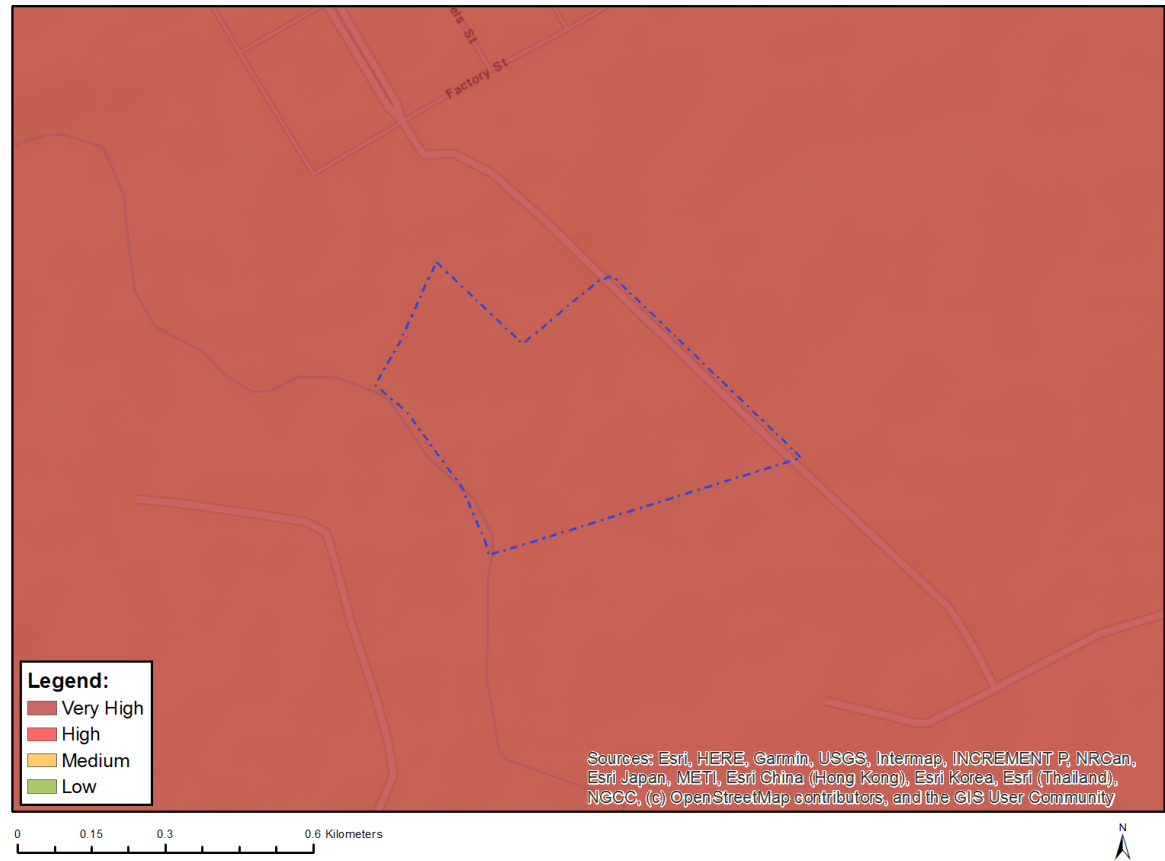 els St
Factory St
Legend:
Very High
High
Medium
Low
Sources: Esri, HERE, Garmin, USGS, Intermap, INCREMENT P, NRCan,
Esri Japan, METI, Esri China (Hong Kong), Esri Korea, Esri (Thailand),
NGCC, (c) OpenStreetMap contributors, and the GIS User Community
0 0.15 0.3 0.6 Kilometers
N